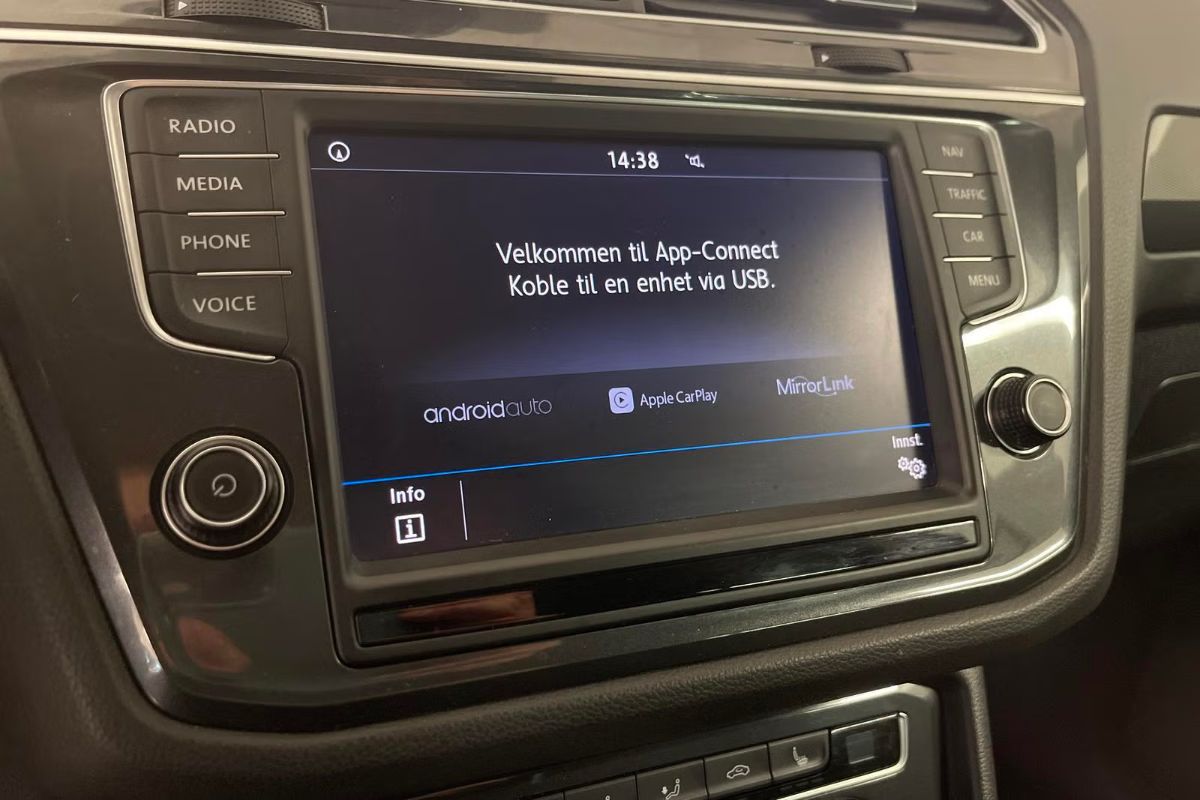 RADIO
MEDIA
PHONE
VOICE
14:38
Velkommen til App-Connect
Koble til en enhet via USB.
androidauto
Apple CarPlay
MirrorLink
Info
Innst.
NAV
TRAFFIC
CAR
MENU